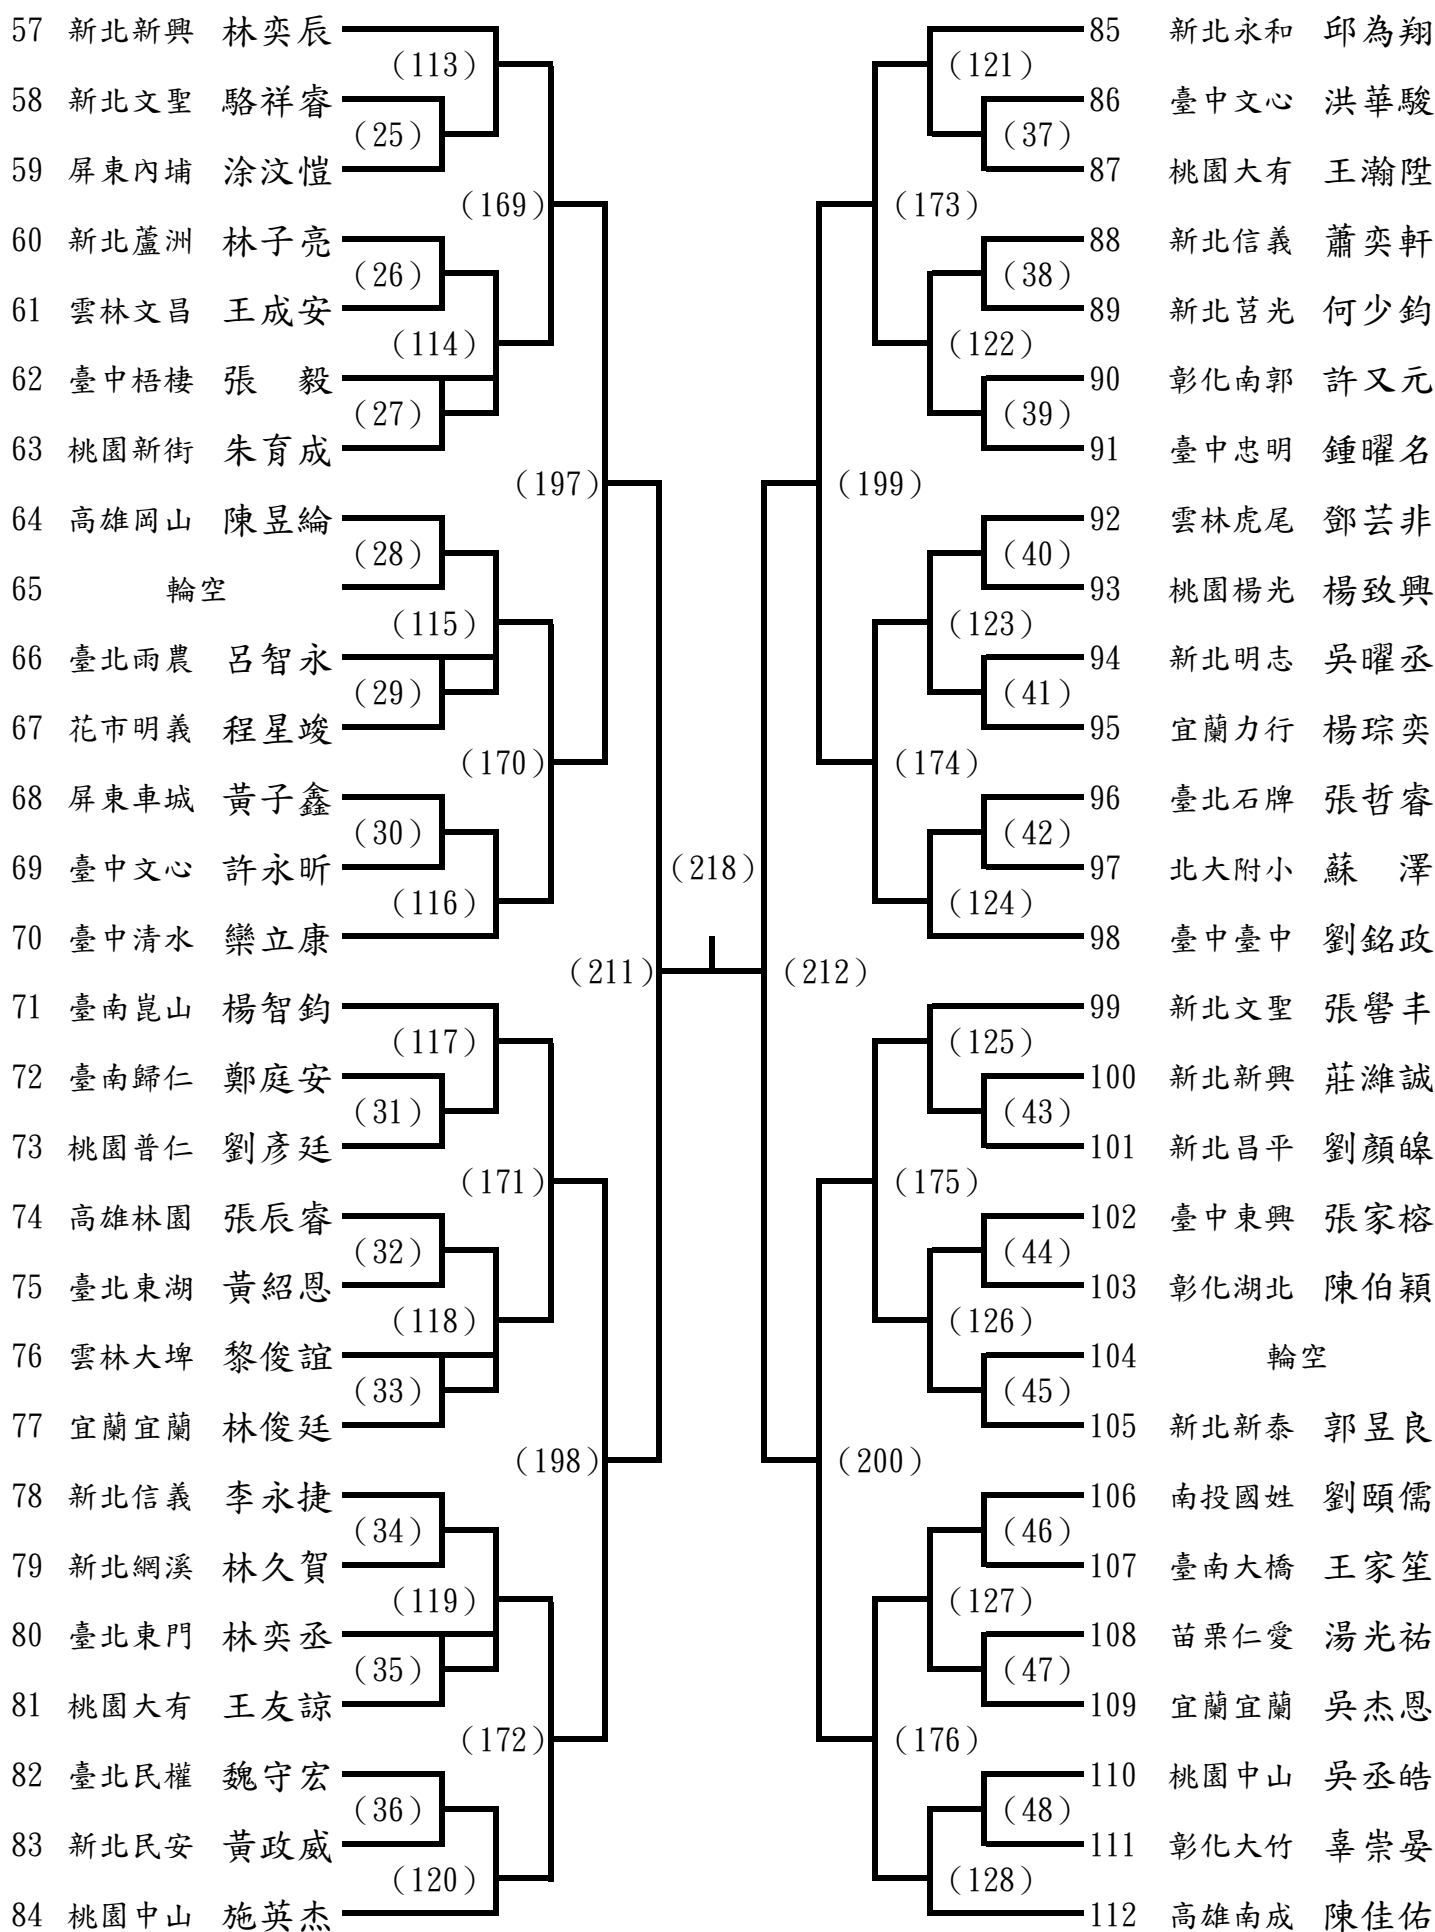 57 新北新興 林奕辰
(113)
58 新北文聖 駱祥睿
(25)
59 屏東內埔 涂汶愷
(169)
60 新北蘆洲 林子亮
(26)
61 雲林文昌 王成安
(114)
62 臺中梧棲 張 毅
(27)
63 桃園新街 朱育成
(197)
64 高雄岡山 陳昱綸
(28)
65 輪空
(115)
66 臺北雨農 呂智永
(29)
67 花市明義 程星竣
(170)
68 屏東車城 黃子鑫
(30)
69 臺中文心 許永昕
(116)
70 臺中清水 欒立康
(211)
71 臺南崑山 楊智鈞
(117)
72 臺南歸仁 鄭庭安
(31)
73 桃園普仁 劉彥廷
(171)
74 高雄林園 張辰睿
(32)
75 臺北東湖 黃紹恩
(118)
76 雲林大埤 黎俊誼
(33)
77 宜蘭宜蘭 林俊廷
(198)
78 新北信義 李永捷
(34)
79 新北網溪 林久賀
(119)
80 臺北東門 林奕丞
(35)
81 桃園大有 王友諒
(172)
82 臺北民權 魏守宏
(36)
83 新北民安 黃政威
(120)
84 桃園中山 施英杰
(218)
85 新北永和 邱為翔
(121)
86 臺中文心 洪華駿
(37)
87 桃園大有 王瀚陞
(173)
88 新北信義 蕭奕軒
(38)
89 新北莒光 何少鈞
(122)
90 彰化南郭 許又元
(39)
91 臺中忠明 鍾曜名
(199)
92 雲林虎尾 鄧芸非
(40)
93 桃園楊光 楊致興
(123)
94 新北明志 吳曜丞
(41)
95 宜蘭力行 楊琮奕
(174)
96 臺北石牌 張哲睿
(42)
97 北大附小 蘇 澤
(124)
98 臺中臺中 劉銘政
(212)
99 新北文聖 張譽丰
(125)
100 新北新興 莊濰誠
(43)
101 新北昌平 劉顏皞
(175)
102 臺中東興 張家榕
(44)
103 彰化湖北 陳伯穎
(126)
104 輪空
(45)
105 新北新泰 郭昱良
(200)
106 南投國姓 劉頤儒
(46)
107 臺南大橋 王家笙
(127)
108 苗栗仁愛 湯光祐
(47)
109 宜蘭宜蘭 吳杰恩
(176)
110 桃園中山 吳丞皓
(48)
111 彰化大竹 辜崇晏
(128)
112 高雄南成 陳佳佑